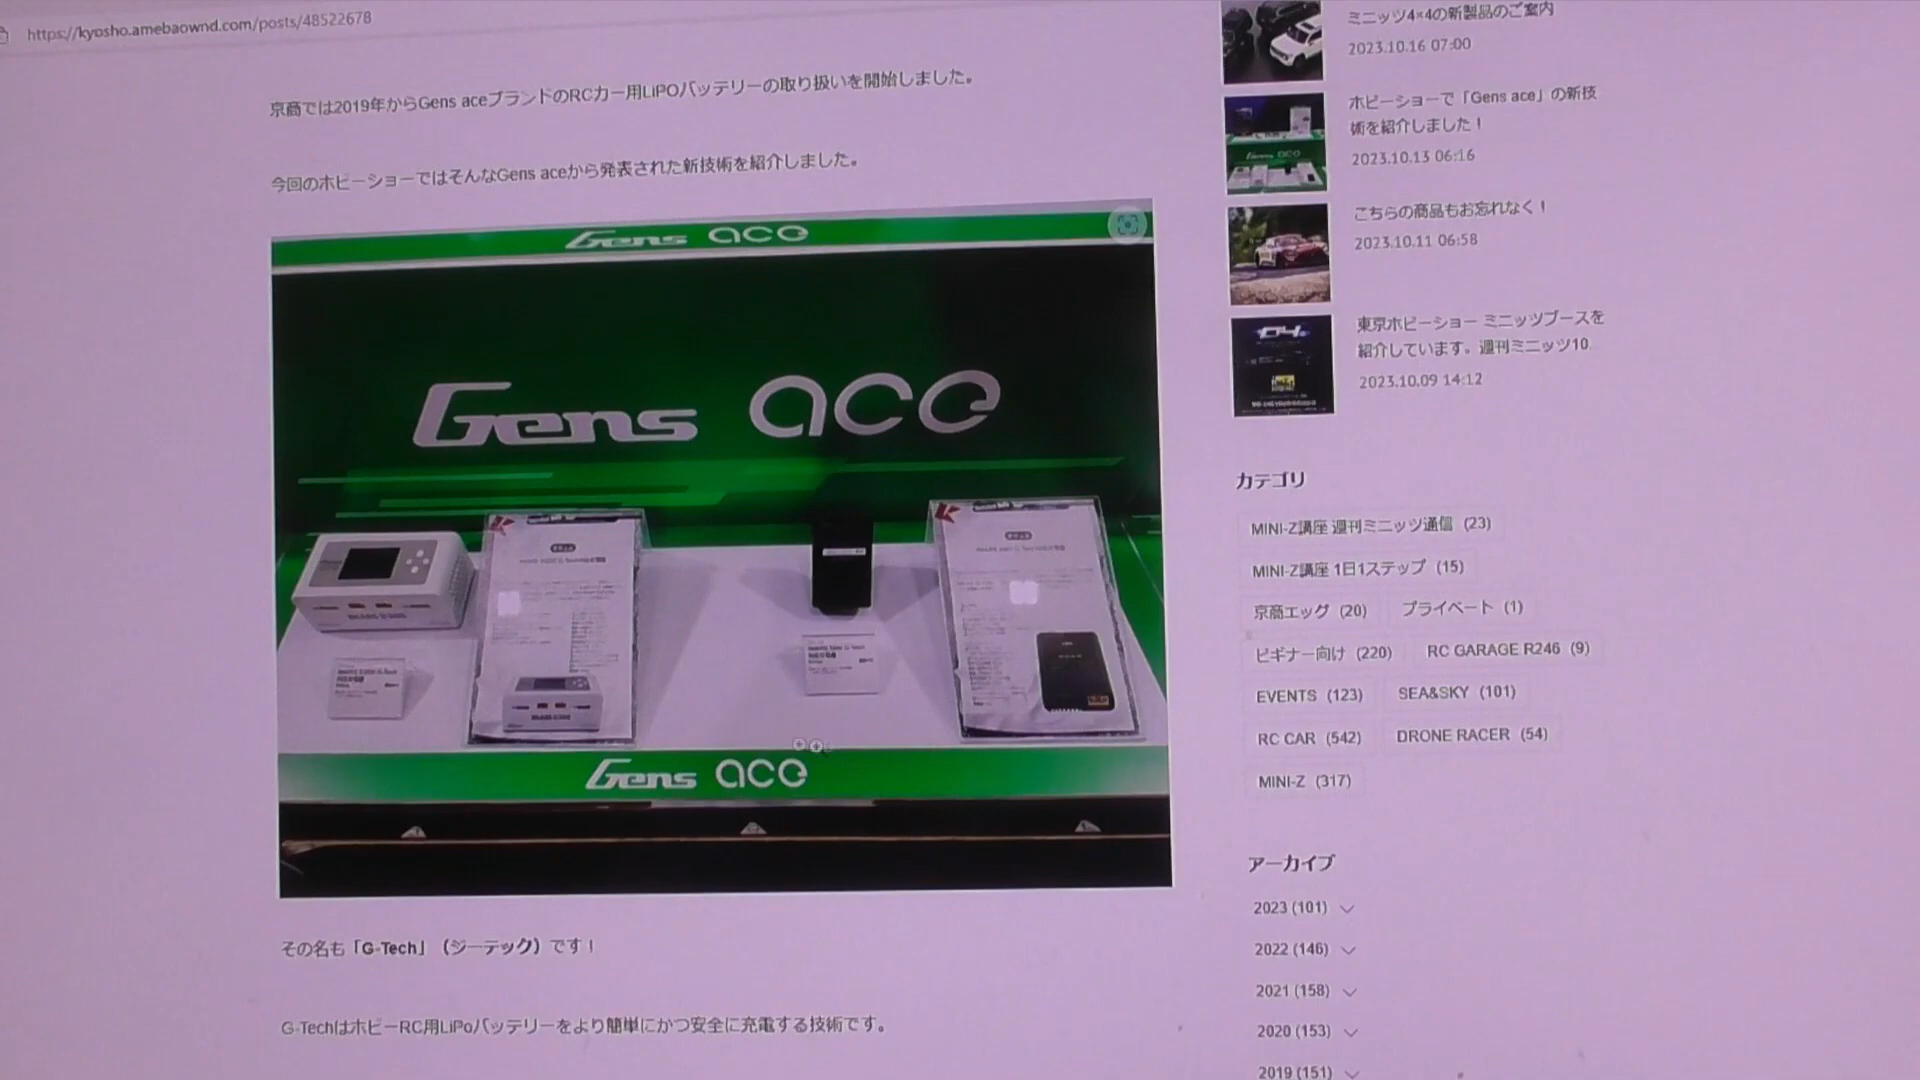 https://kyosho.amebaownd.com/posts/48522678
京商では2019年からGens aceブランドのRCカー用LiPOバッテリーの取り扱いを開始しました。
今回のホビーショーではそんなGens aceから発表された新技術を紹介しました。
Gens ace
Gens ace
Gens ace
その名も「G-Tech」（ジーテック）です！
G-TechはホビーRC用LiPoバッテリーをより簡単にかつ安全に充電する技術です。
ミニッツ4×4の新製品のご案内
2023.10.16 07:00
ホビーショーで「Gens ace」の新技
術を紹介しました！
2023.10.13 06:16
Gens ace
こちらの商品もお忘れなく！
2023.10.11 06:58
東京ホビーショー ミニッツブースを
紹介しています。週刊ミニッツ10.
2023.10.09 14:12
カテゴリ
MINI-Z講座 週刊ミニッツ通信 (23)
MINI-Z講座 1日1ステップ (15)
京商エッグ (20) プライベート (1)
ビギナー向け (220) RC GARAGE R246 (9)
EVENTS (123) SEA&SKY (101)
RC CAR (542) DRONE RACER (54)
MINI-Z (317)
アーカイブ
2023 (101)
2022 (146)
2021 (158)
2020 (153)
2019 (151)